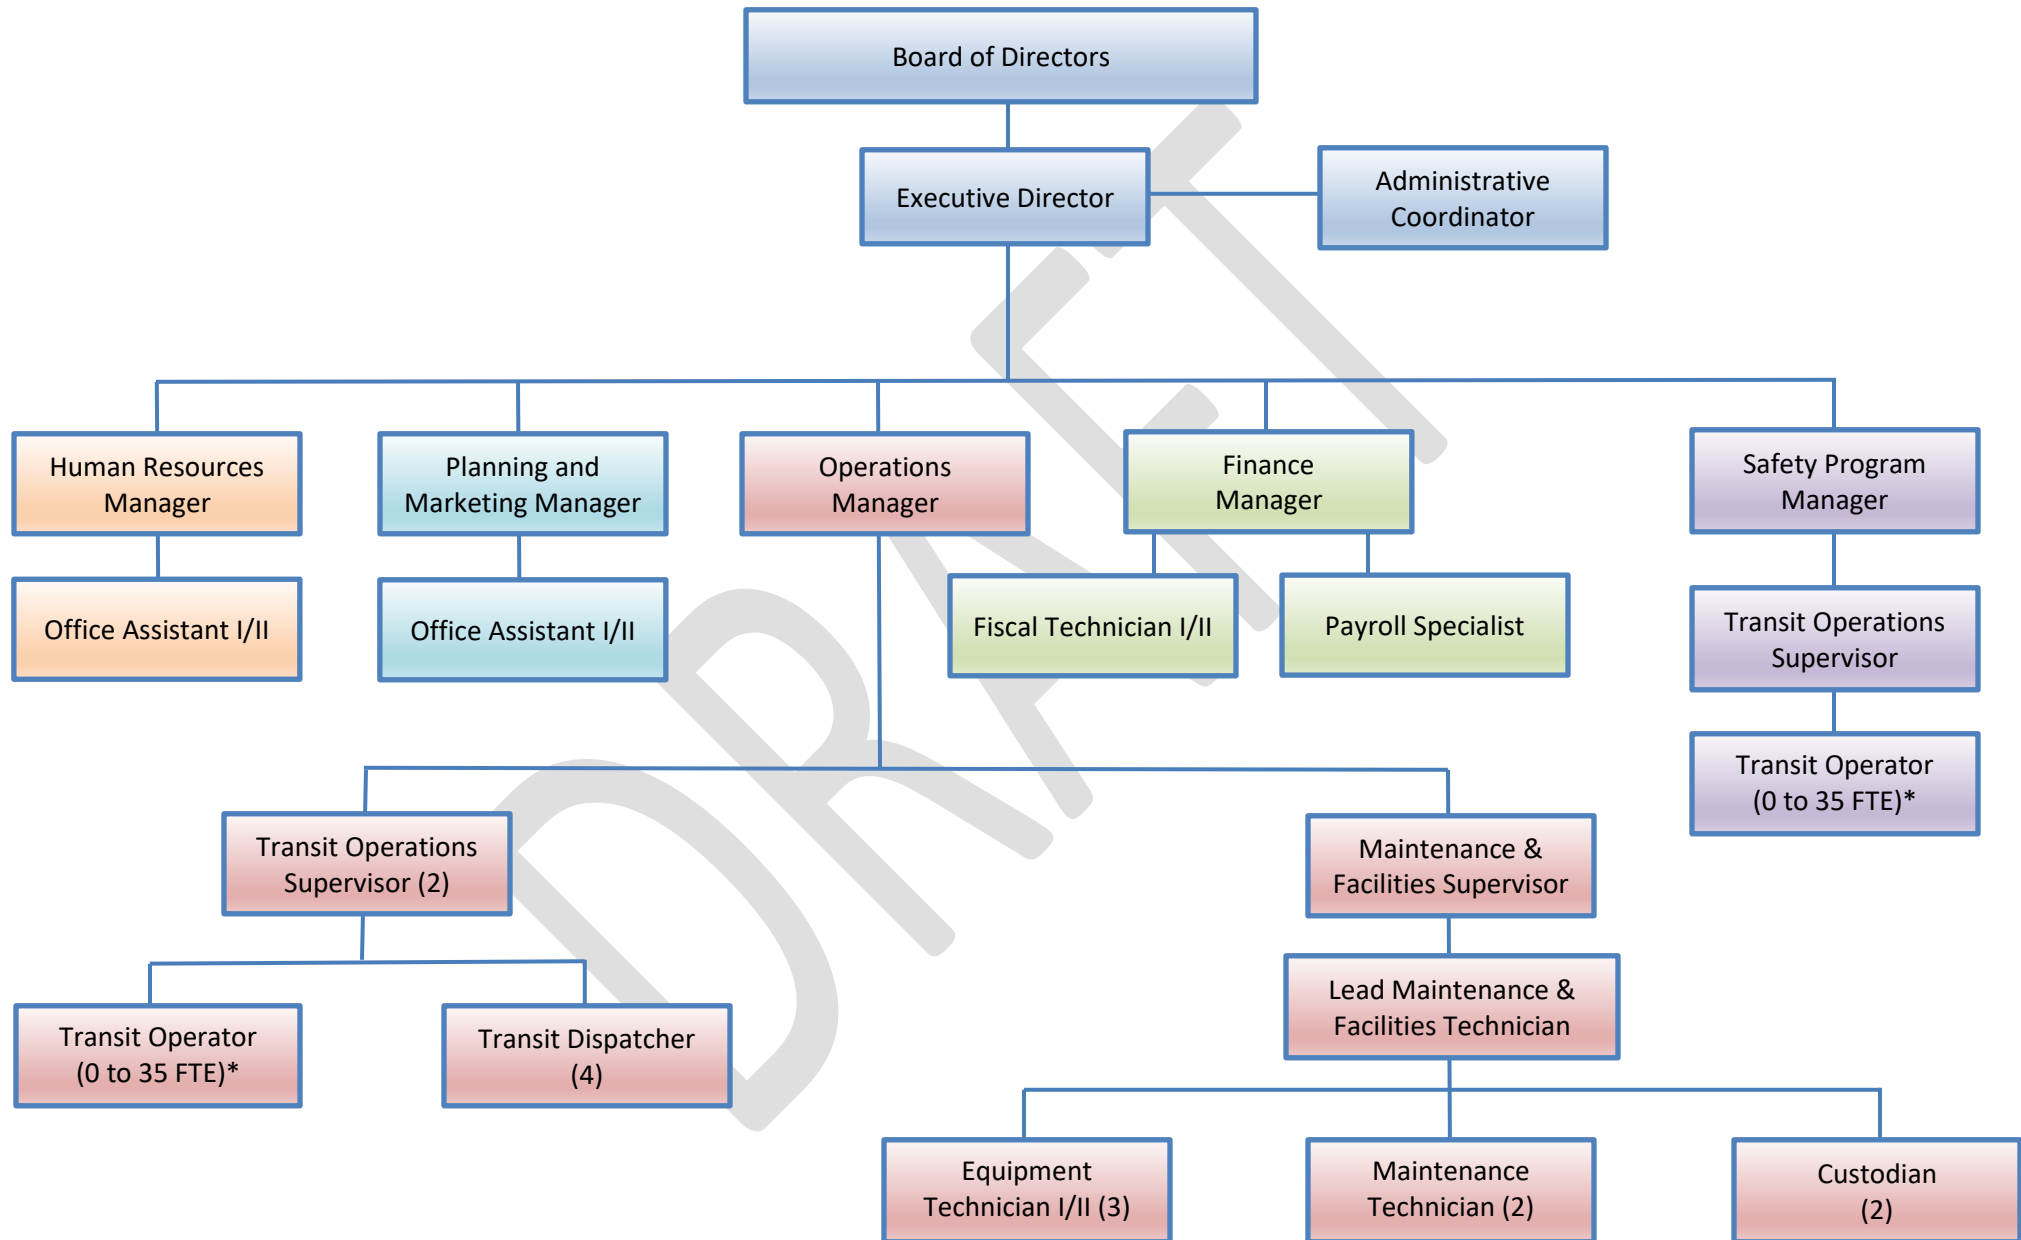 Board of Directors
Executive Director
Administrative
Coordinator
Human Resources
Manager
Planning and
Marketing Manager
Operations
Manager
Finance
Manager
Safety Program
Manager
Office Assistant I/II
Office Assistant I/II
Fiscal Technician I/II
Payroll Specialist
Transit Operations
Supervisor
Transit Operator
(0 to 35 FTE)*
Transit Operations
Supervisor (2)
Maintenance &
Facilities Supervisor
Lead Maintenance &
Facilities Technician
Transit Operator
(0 to 35 FTE)*
Transit Dispatcher
(4)
Equipment
Technician I/II (3)
Maintenance
Technician (2)
Custodian
(2)
DRAFT